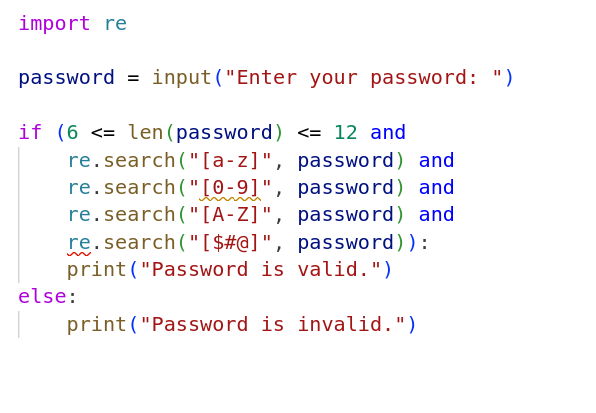 import re
password = input("Enter your password: ")
if (6 <= len(password) <= 12 and
    re.search("[a-z]", password) and
    re.search("[0-9]", password) and
    re.search("[A-Z]", password) and
    re.search("[$#@]", password)):
    print("Password is valid.")
else:
    print("Password is invalid.")